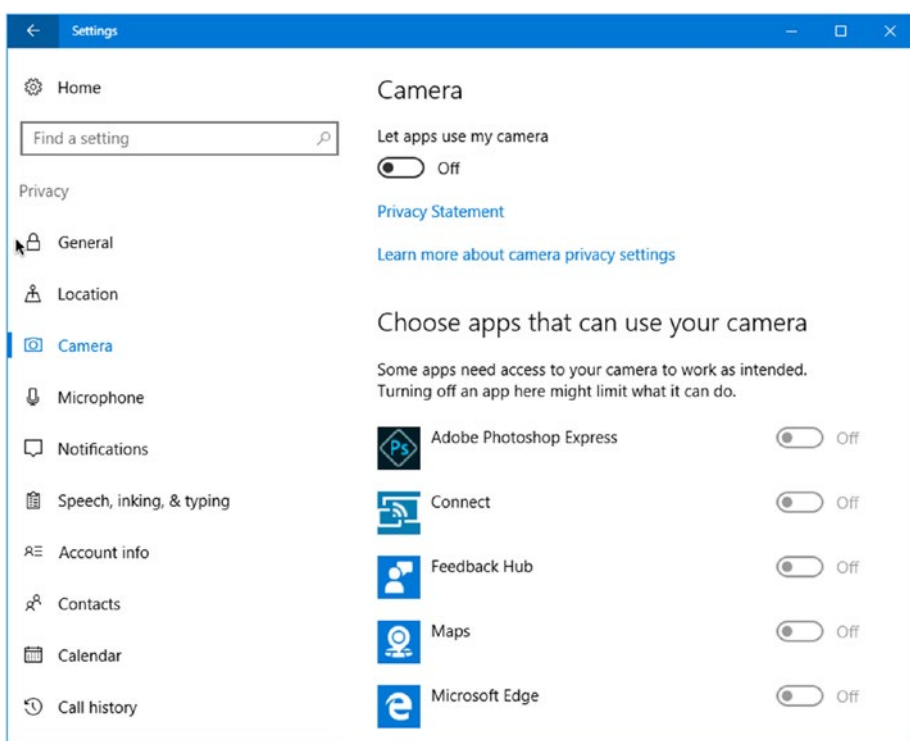 Settings
Home
Find a setting
Privacy
General
Location
Camera
Microphone
Notifications
Speech, inking, & typing
Account info
Contacts
Calendar
Call history
Camera
Let apps use my camera
Off
Privacy Statement
Learn more about camera privacy settings
Choose apps that can use your camera
Some apps need access to your camera to work as intended.
Turning off an app here might limit what it can do.
Ps Adobe Photoshop Express Off
Connect Off
Feedback Hub Off
Maps Off
Microsoft Edge Off